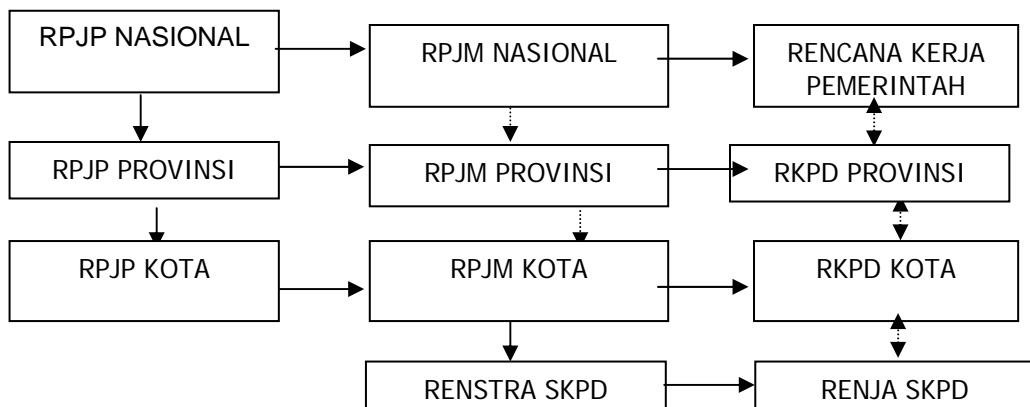 RPJP NASIONAL
RPJM NASIONAL
RENCANA KERJA
PEMERINTAH
RPJP PROVINSI
RPJM PROVINSI
RKPD PROVINSI
RPJP KOTA
RPJM KOTA
RKPD KOTA
RENSTRA SKPD
RENJA SKPD